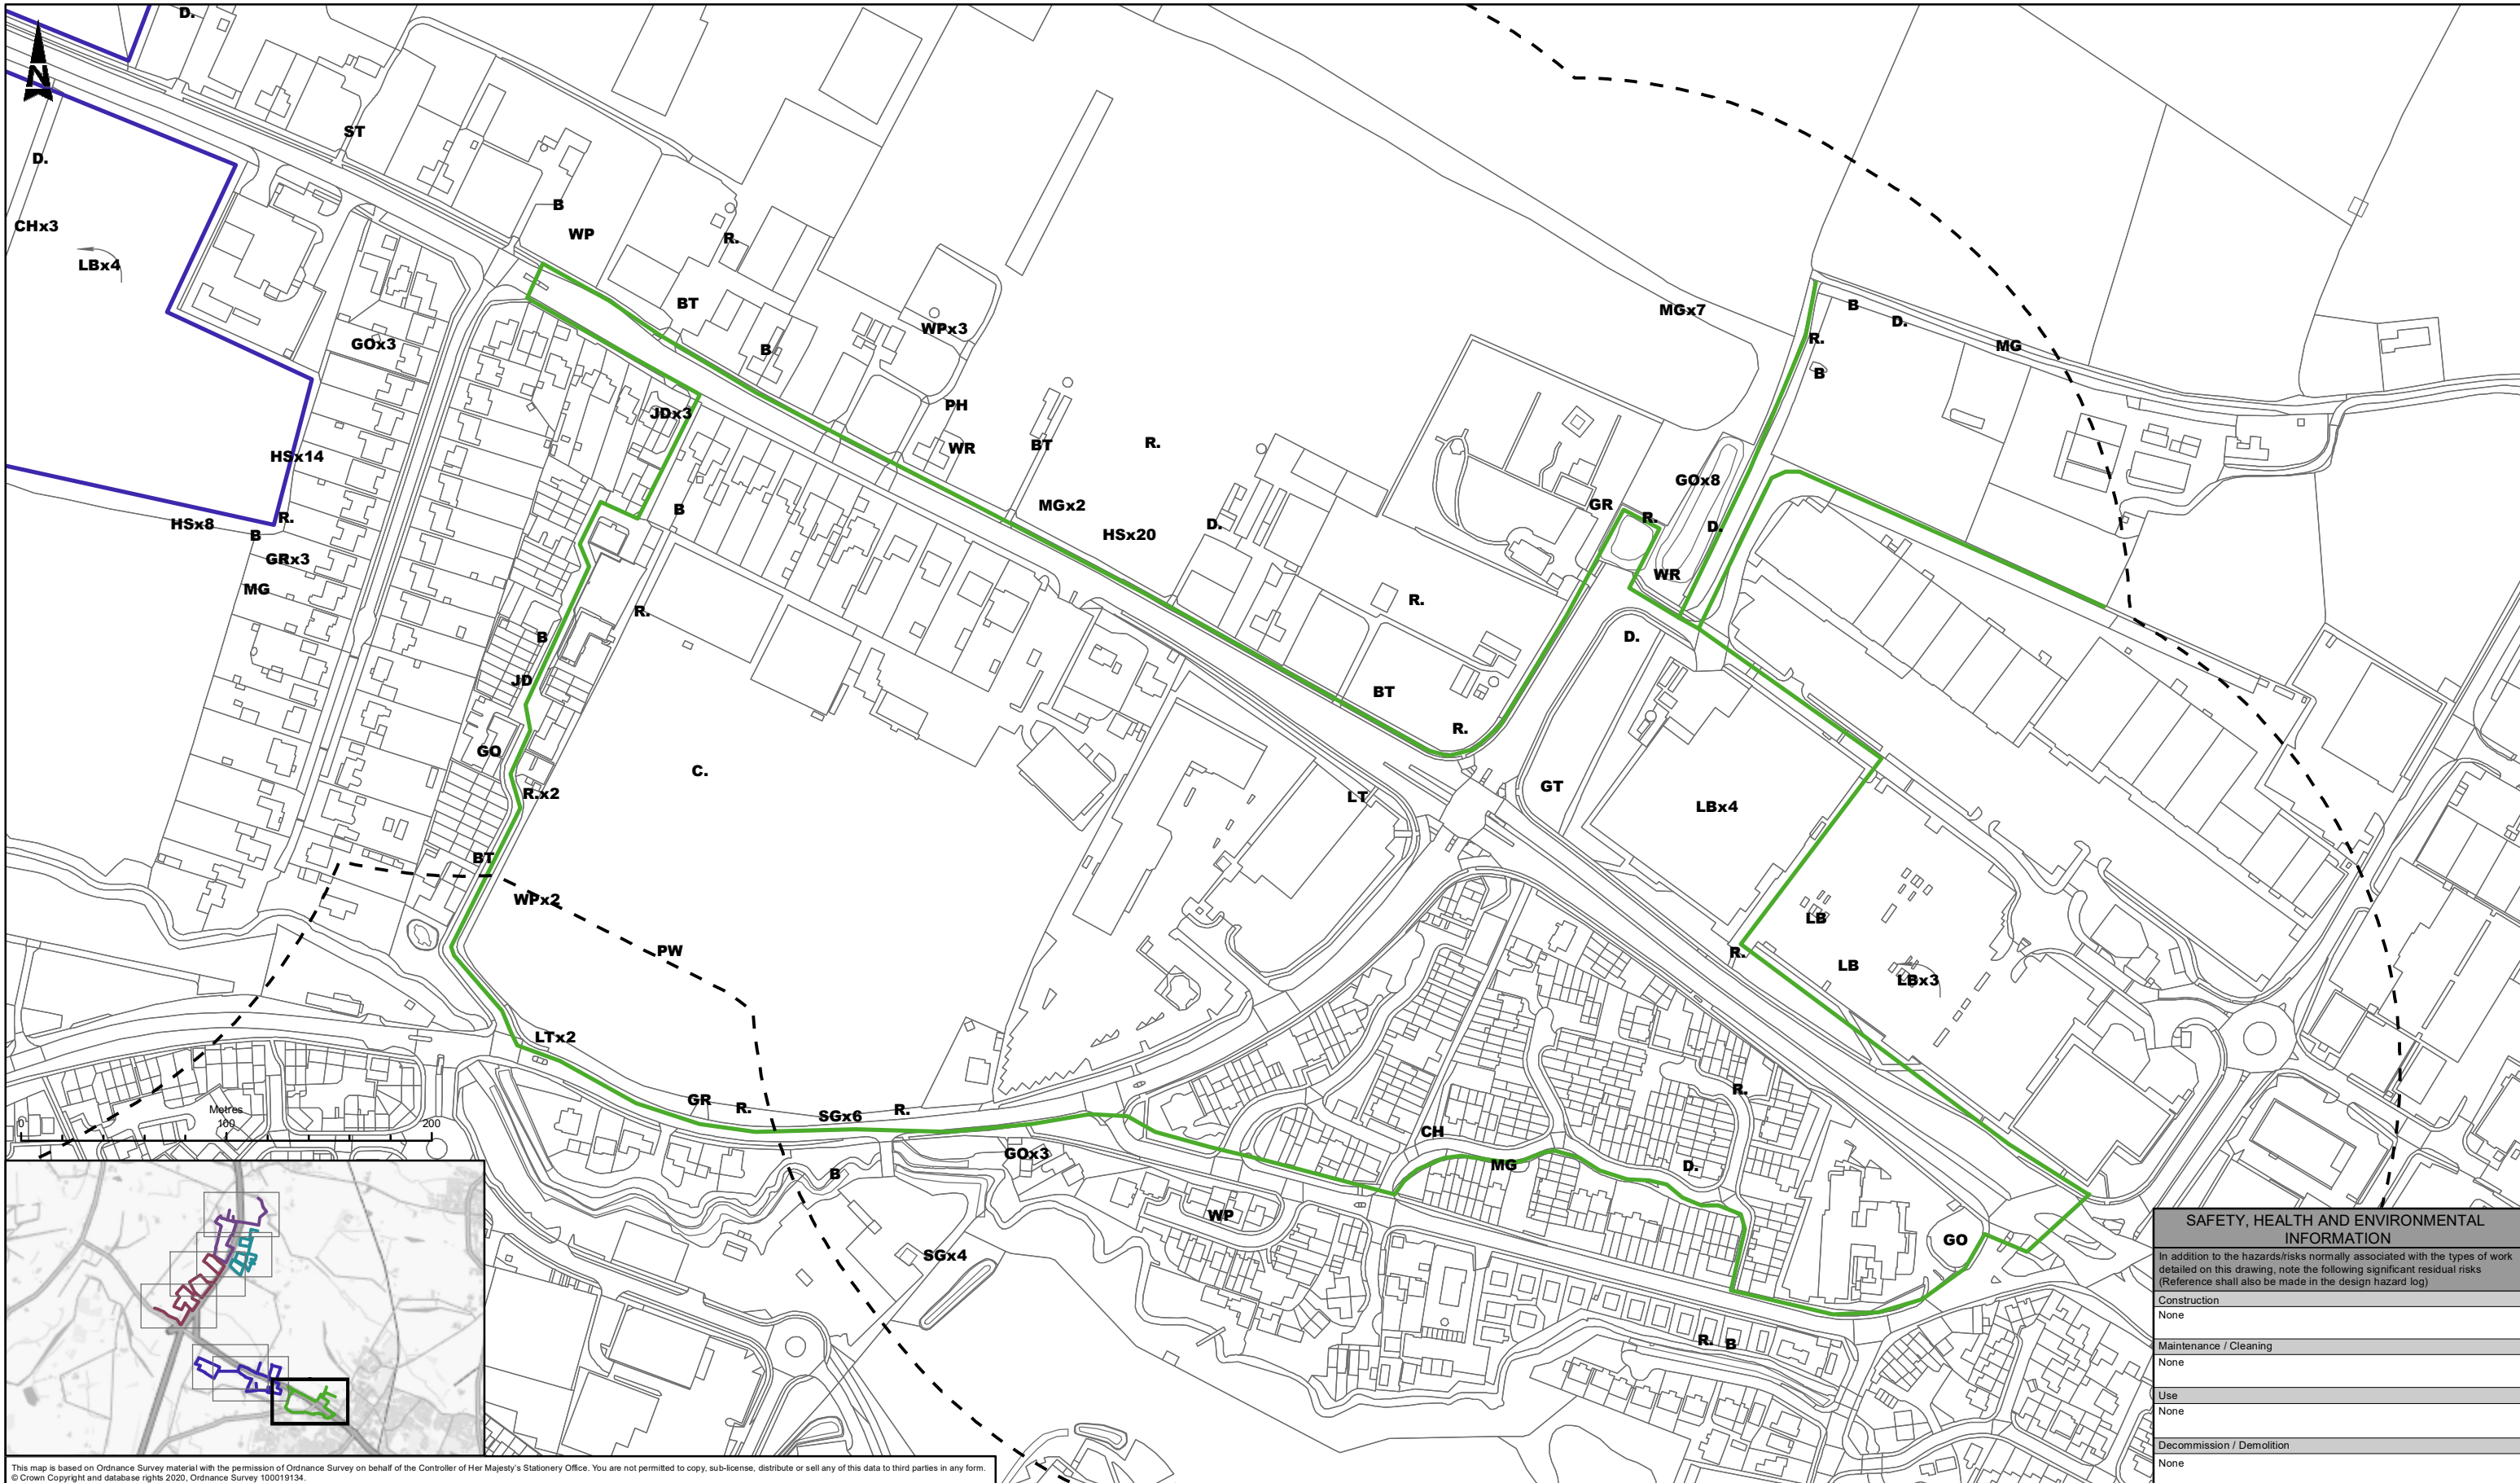 D.
N
ST
D.
B
WP
CHx3
R.
LBx4
BT
MGx7
B
D.
WPx3
R.
GOx3
B
MG
B
PH
JDx3
BT
WR
R.
HSx14
GOx8
MGx2
GR
B
R.
R.
D.
D.
HSx8
B
HSx20
GRx3
WR
MG
R.
R.
B
D.
JD
BT
R.
GO
C.
GT
R.x2
LT
LBx4
BT
WPx2
LB
PW
R.
LB
LBx3
LTx2
R.
GR
R.
SGx6
R.
Metres
0
100
200
CH
GOx3
MG
D.
B
WP
GO
SGx4
R.
B
SAFETY, HEALTH AND ENVIRONMENTAL
INFORMATION
In addition to the hazards/risks normally associated with the types of work
detailed on this drawing, note the following significant residual risks
(Reference shall also be made in the design hazard log)
Construction
None
Maintenance / Cleaning
None
Use
None
Decommission / Demolition
None
This map is based on Ordnance Survey material with the permission of Ordnance Survey on behalf of the Controller of Her Majesty's Stationery Office. You are not permitted to copy, sub-license, distribute or sell any of this data to third parties in any form.
© Crown Copyright and database rights 2020, Ordnance Survey 100019134.